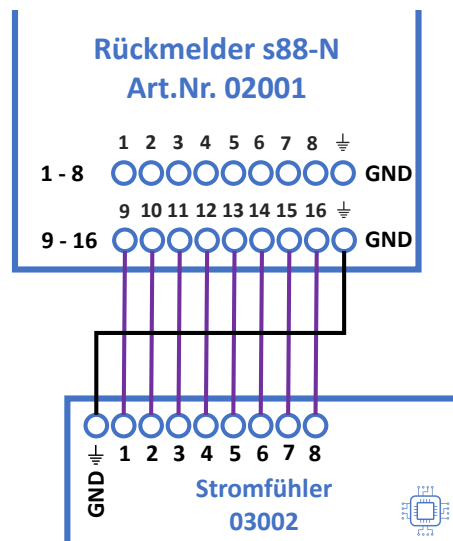 Rückmelder s88-N
Art.Nr. 02001
1 2 3 4 5 6 7 8
1 - 8 GND
9 10 11 12 13 14 15 16
9 - 16 GND
GND 1 2 3 4 5 6 7 8
Stromfühler
03002